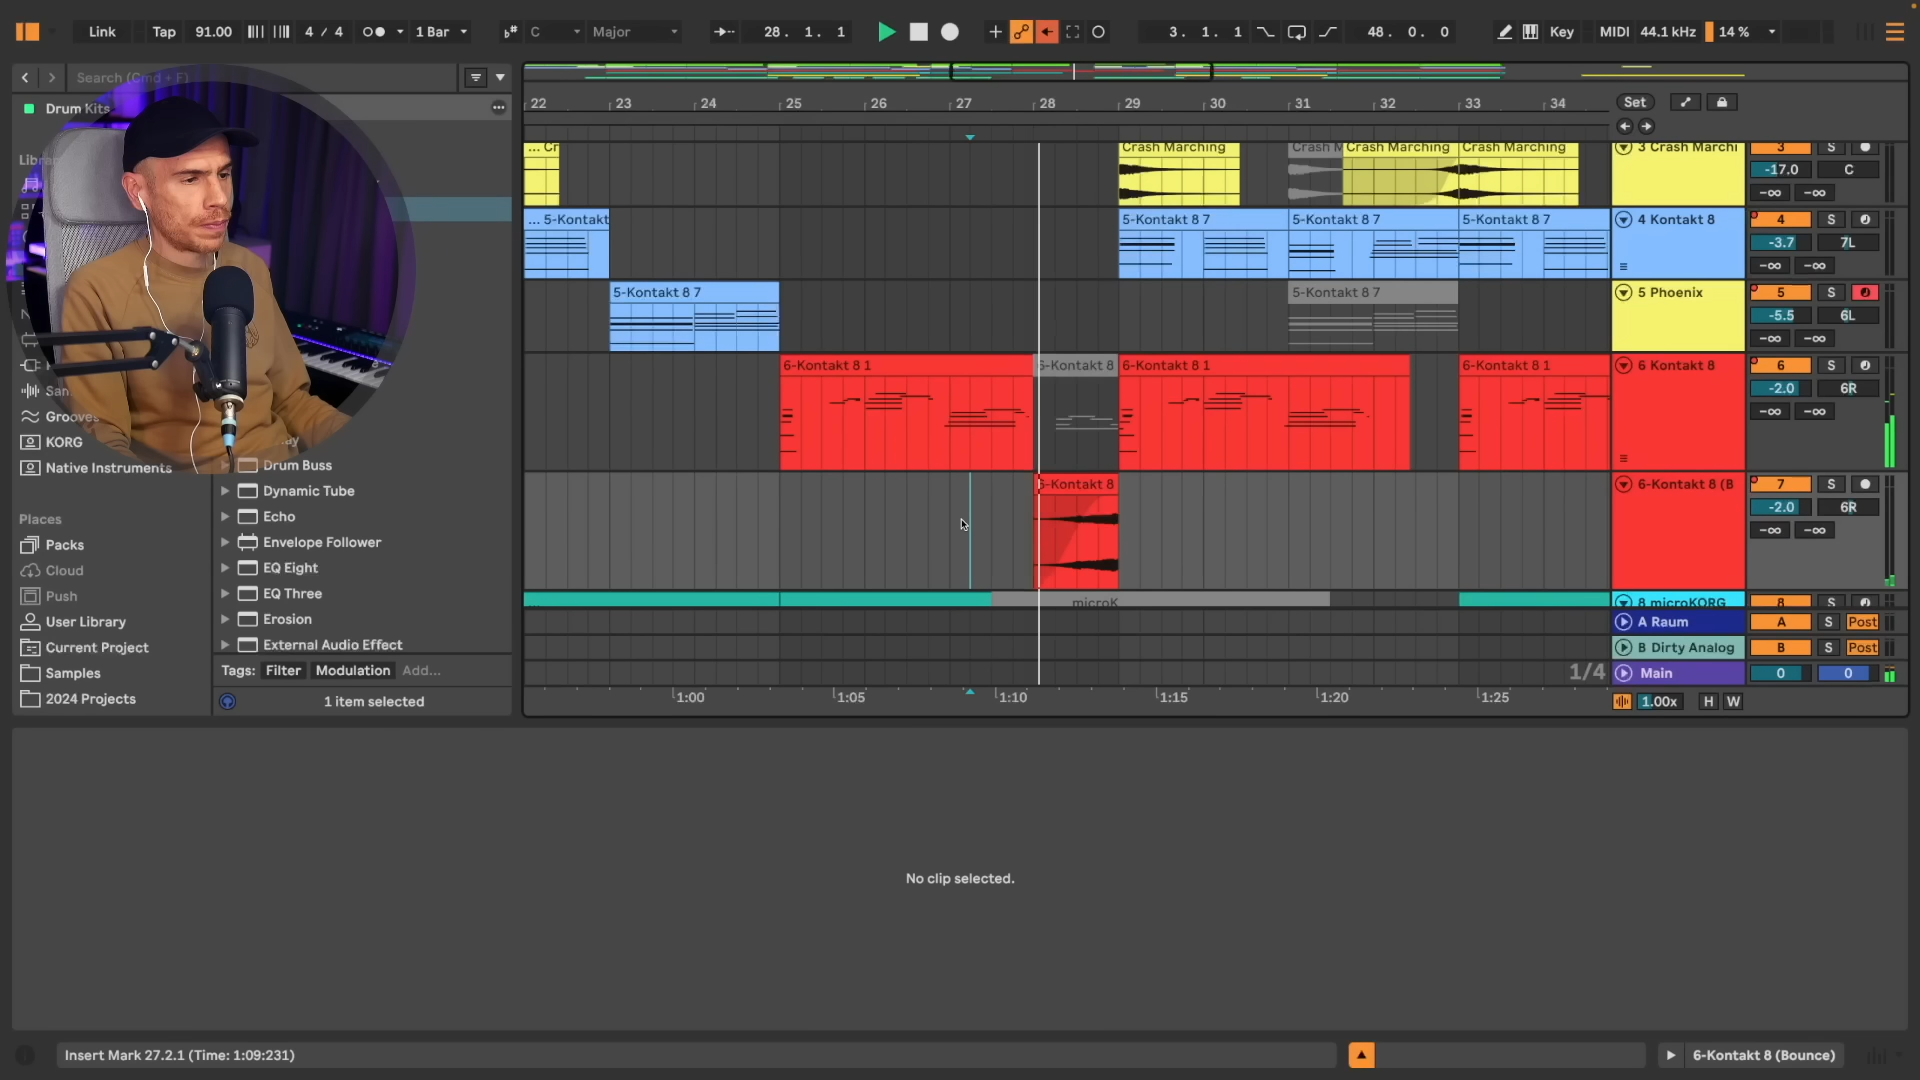 Link Tap 91.00 4 / 4 1 Bar C Major 28. 1. 1 3. 1. 1 48. 0. 0 Key MIDI 44.1 kHz 14 %
Search (Cmd + F)
Drum Kits
Grooves
KORG
Native Instruments
Places
Packs
Cloud
Push
User Library
Current Project
Samples
2024 Projects
Drum Buss
Dynamic Tube
Echo
Envelope Follower
EQ Eight
EQ Three
Erosion
External Audio Effect
Tags: Filter Modulation Add...
1 item selected
22 23 24 25 26 27 28 29 30 31 32 33 34 Set
... Cr Crash Marching Crash M Crash Marching Crash Marching 3 Crash Marchi 3 S
-17.0 C
-∞ -∞
... 5-Kontakt 5-Kontakt 8 7 5-Kontakt 8 7 5-Kontakt 8 7 4 Kontakt 8 4 S
-3.7 7L
-∞ -∞
5-Kontakt 8 7 5-Kontakt 8 7 5 Phoenix 5 S
-5.5 6L
-∞ -∞
6-Kontakt 8 1 6-Kontakt 8 6-Kontakt 8 1 6-Kontakt 8 1 6 Kontakt 8 6 S
-2.0 6R
-∞ -∞
6-Kontakt 8 6-Kontakt 8 (B 7 S
-2.0 6R
-∞ -∞
... microK 8 microKORG 8 S
A Raum A S Post
B Dirty Analog B S Post
1/4 Main 0 0
1:00 1:05 1:10 1:15 1:20 1:25 1.00x H W
No clip selected.
Insert Mark 27.2.1 (Time: 1:09:231) 6-Kontakt 8 (Bounce)